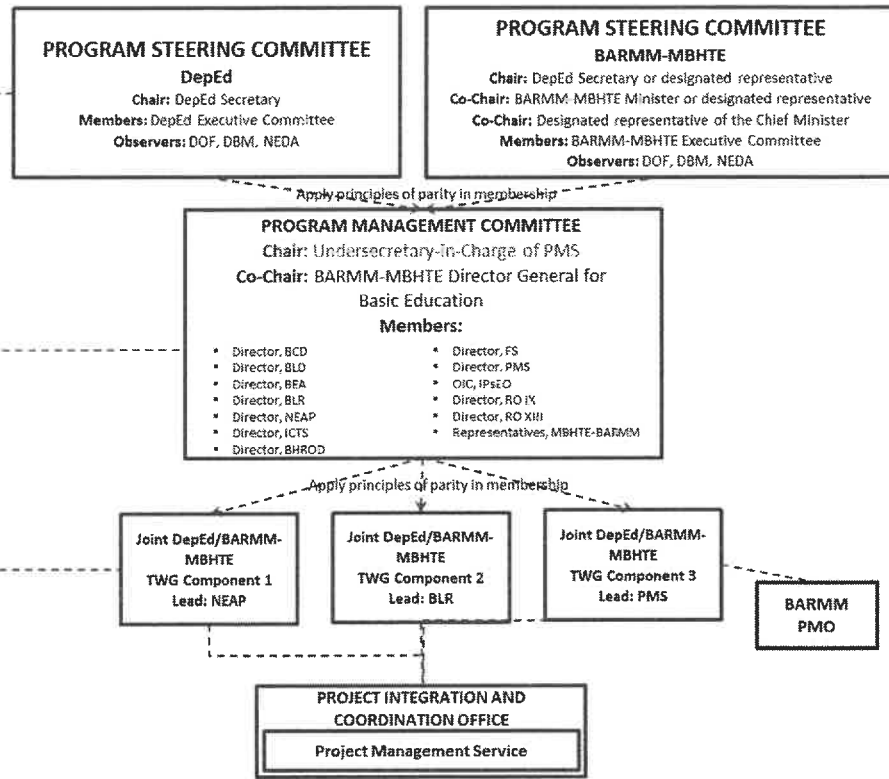 PROGRAM STEERING COMMITTEE
DepEd
Chair: DepEd Secretary
Members: DepEd Executive Committee
Observers: DOF, DBM, NEDA
PROGRAM STEERING COMMITTEE
BARMM-MBHTE
Chair: DepEd Secretary or designated representative
Co-Chair: BARMM-MBHTE Minister or designated representative
Co-Chair: Designated representative of the Chief Minister
Members: BARMM-MBHTE Executive Committee
Observers: DOF, DBM, NEDA
Apply principles of parity in membership
PROGRAM MANAGEMENT COMMITTEE
Chair: Undersecretary-in-Charge of PMS
Co-Chair: BARMM-MBHTE Director General for
Basic Education
Members:
• Director, BCD
• Director, BLD
• Director, BEA
• Director, BLR
• Director, NEAP
• Director, ICTS
• Director, BHROD
• Director, FS
• Director, PMS
• OIC, IPsEO
• Director, RO IX
• Director, RO XIII
• Representatives, MBHTE-BARMM
Apply principles of parity in membership
Joint DepEd/BARMM-
MBHTE
TWG Component 1
Lead: NEAP
Joint DepEd/BARMM-
MBHTE
TWG Component 2
Lead: BLR
Joint DepEd/BARMM-
MBHTE
TWG Component 3
Lead: PMS
BARMM
PMO
PROJECT INTEGRATION AND
COORDINATION OFFICE
Project Management Service